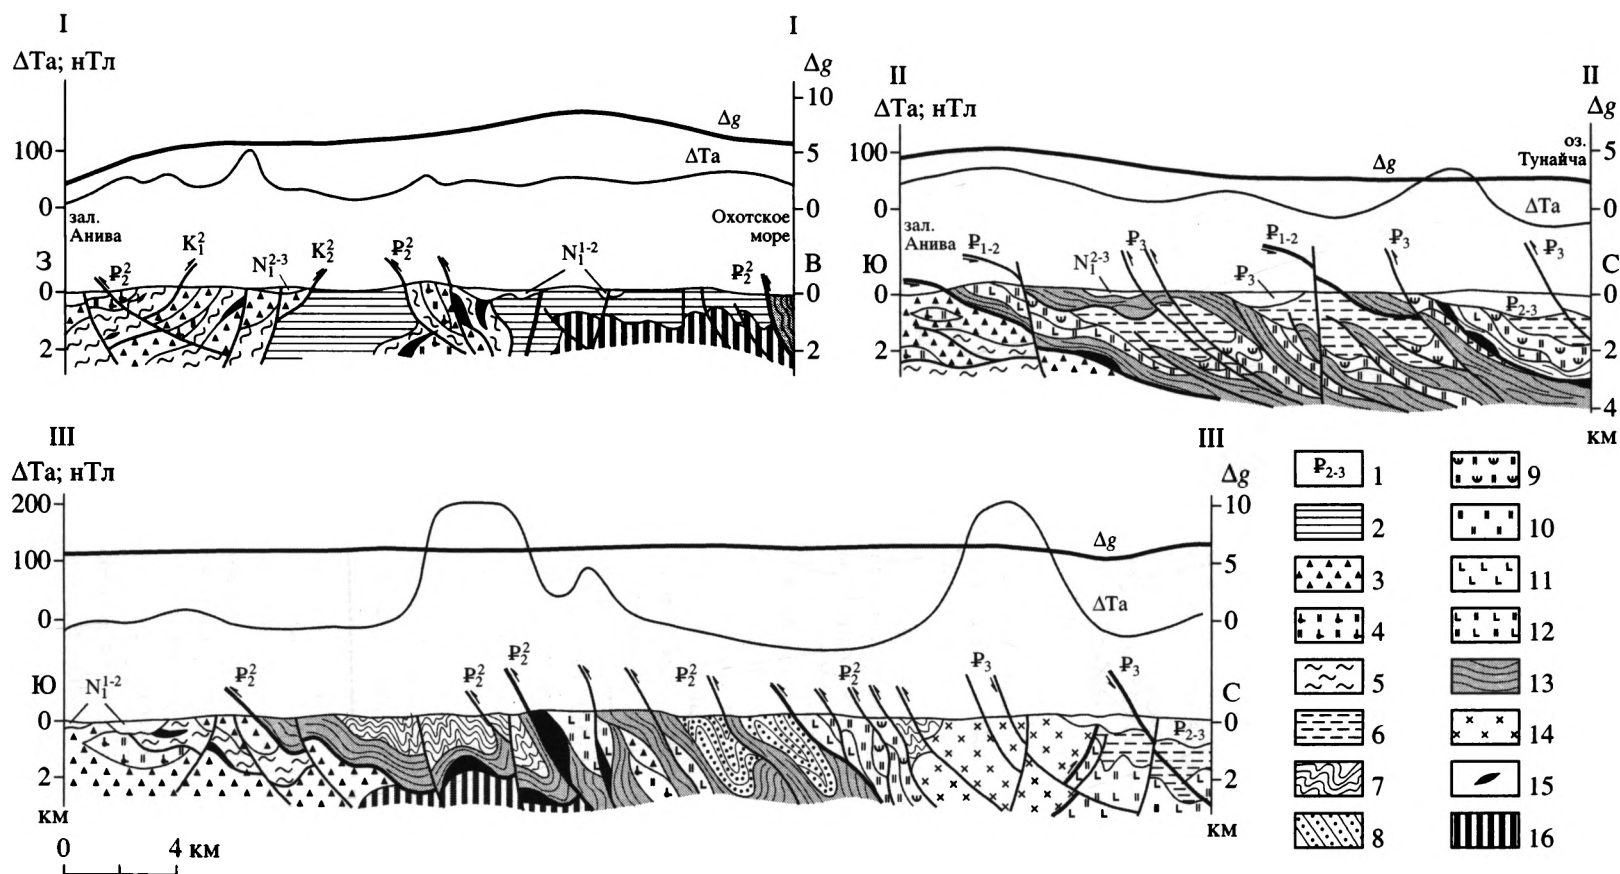 I I
ΔTa; нТл Δg
10
Δg
100 5
ΔTa
0 0
зал. Анива
Охотское море
З В
₽₂² K₁² N₁²⁻³ K₂² ₽₂² N₁¹⁻² ₽₂²
0 0
2 2
II II
ΔTa; нТл Δg
100 5
оз. Тунайча
Δg
0 0
ΔTa
зал. Анива
Ю С
₽₁₋₂ N₁²⁻³ ₽₃ ₽₃ ₽₁₋₂ ₽₃ ₽₃
₽₂₋₃
0 0
2 2
4
км
III III
ΔTa; нТл Δg
200 10
100 5
Δg
0 0
ΔTa
Ю С
N₁¹⁻² ₽₂² ₽₂² ₽₂² ₽₂² ₽₂² ₽₃ ₽₃
₽₂₋₃
0 0
2 2
км км
0 4 км
₽₂₋₃ 1
2
3
4
5
6
7
8
9
10
11
12
13
14
15
16